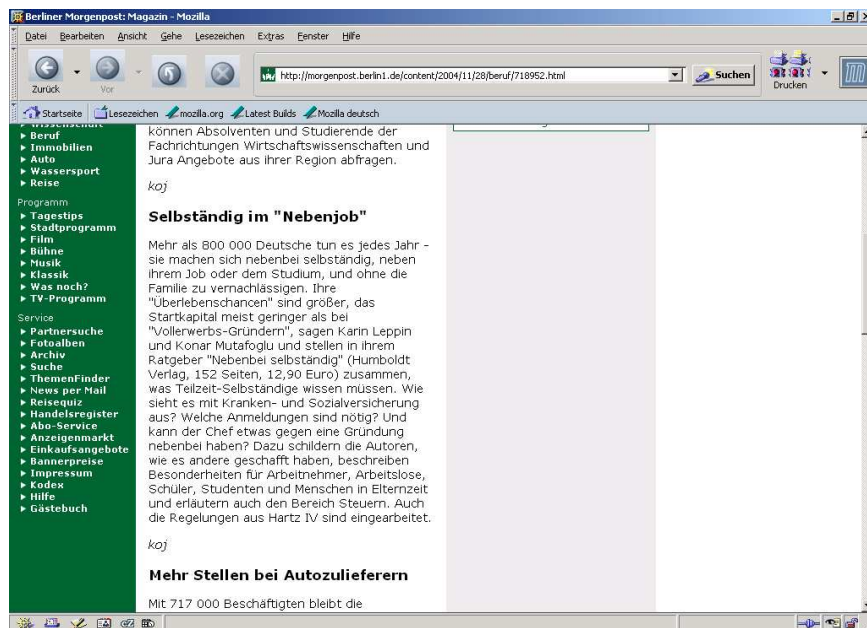 Berliner Morgenpost: Magazin - Mozilla
Datei Bearbeiten Ansicht Gehe Lesezeichen Extras Fenster Hilfe
Zurück Vor http://morgenpost.berlin1.de/content/2004/11/28/beruf/718952.html Suchen Drucken
Startseite Lesezeichen mozilla.org Latest Builds Mozilla deutsch
Wissenschaft
Beruf
Immobilien
Auto
Wassersport
Reise
Programm
Tagestips
Stadtprogramm
Film
Bühne
Musik
Klassik
Was noch?
TV-Programm
Service
Partnersuche
Fotoalben
Archiv
Suche
ThemenFinder
News per Mail
Reisequiz
Handelsregister
Abo-Service
Anzeigenmarkt
Einkaufsangebote
Bannerpreise
Impressum
Kodex
Hilfe
Gästebuch
können Absolventen und Studierende der
Fachrichtungen Wirtschaftswissenschaften und
Jura Angebote aus ihrer Region abfragen.
koj
Selbständig im "Nebenjob"
Mehr als 800 000 Deutsche tun es jedes Jahr -
sie machen sich nebenbei selbständig, neben
ihrem Job oder dem Studium, und ohne die
Familie zu vernachlässigen. Ihre
"Überlebenschancen" sind größer, das
Startkapital meist geringer als bei
"Vollerwerbs-Gründern", sagen Karin Leppin
und Konar Mutafoglu und stellen in ihrem
Ratgeber "Nebenbei selbständig" (Humboldt
Verlag, 152 Seiten, 12,90 Euro) zusammen,
was Teilzeit-Selbständige wissen müssen. Wie
sieht es mit Kranken- und Sozialversicherung
aus? Welche Anmeldungen sind nötig? Und
kann der Chef etwas gegen eine Gründung
nebenbei haben? Dazu schildern die Autoren,
wie es andere geschafft haben, beschreiben
Besonderheiten für Arbeitnehmer, Arbeitslose,
Schüler, Studenten und Menschen in Elternzeit
und erläutern auch den Bereich Steuern. Auch
die Regelungen aus Hartz IV sind eingearbeitet.
koj
Mehr Stellen bei Autozulieferern
Mit 717 000 Beschäftigten bleibt die